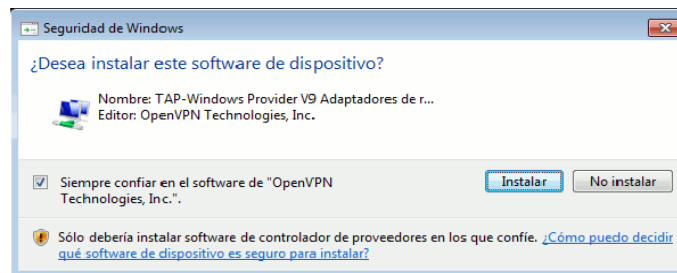 Seguridad de Windows
¿Desea instalar este software de dispositivo?
Nombre: TAP-Windows Provider V9 Adaptadores de r...
Editor: OpenVPN Technologies, Inc.
Siempre confiar en el software de "OpenVPN
Technologies, Inc.".
Instalar
No instalar
Sólo debería instalar software de controlador de proveedores en los que confíe. ¿Cómo puedo decidir
qué software de dispositivo es seguro para instalar?